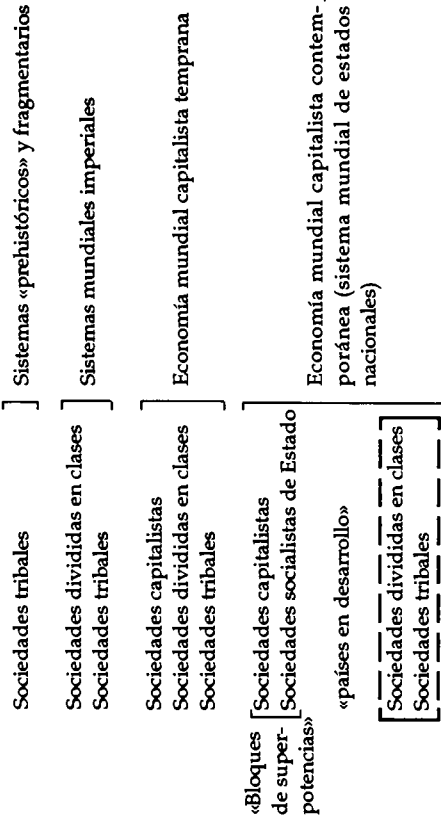 Sociedades tribales
Sistemas «prehistóricos» y fragmentarios
Sociedades divididas en clases
Sociedades tribales
Sistemas mundiales imperiales
Sociedades capitalistas
Sociedades divididas en clases
Sociedades tribales
Economía mundial capitalista temprana
«Bloques
de super-
potencias»
Sociedades capitalistas
Sociedades socialistas de Estado
«países en desarrollo»
Sociedades divididas en clases
Sociedades tribales
Economía mundial capitalista contem-
poránea (sistema mundial de estados
nacionales)